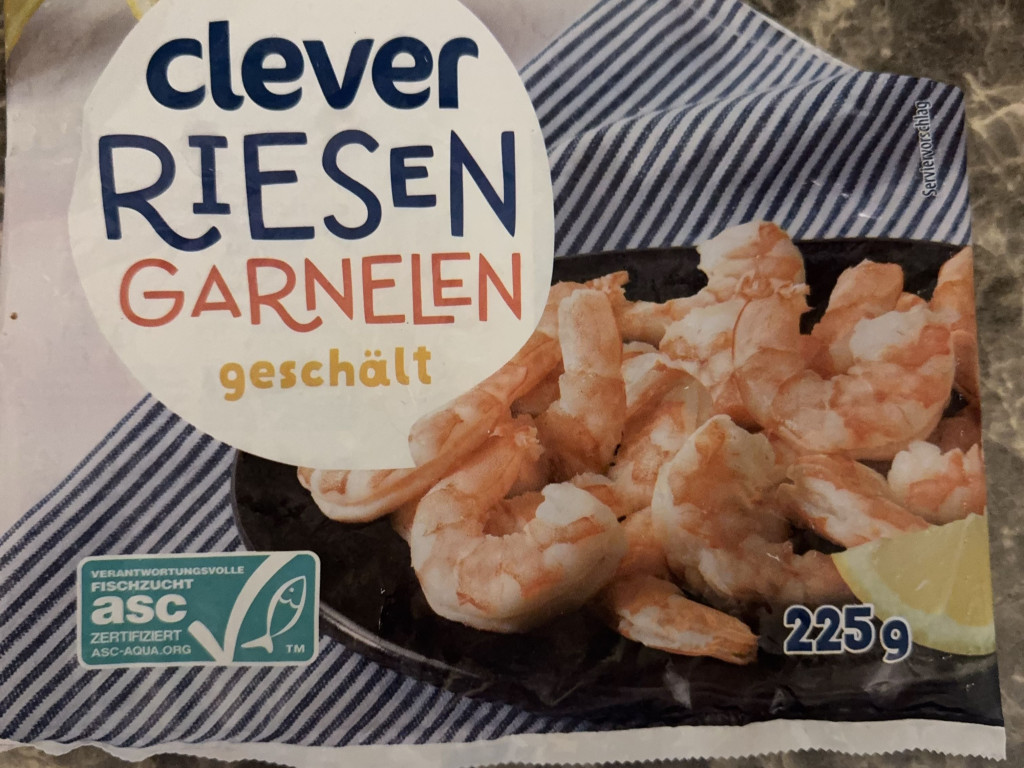 clever
RIESEN
GARNELEN
geschält
Serviervorschlag
VERANTWORTUNGSVOLLE
FISCHZUCHT
asc
ZERTIFIZIERT
ASC-AQUA.ORG
TM
225g